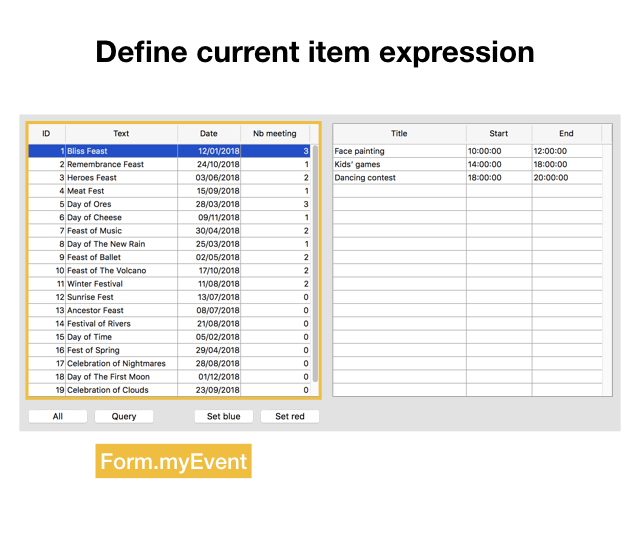 Define current item expression
ID Text Date Nb meeting
1 Bliss Feast 12/01/2018 3
2 Remembrance Feast 24/10/2018 1
3 Heroes Feast 03/06/2018 2
4 Meat Fest 15/09/2018 1
5 Day of Ores 28/03/2018 3
6 Day of Cheese 09/11/2018 1
7 Feast of Music 30/04/2018 2
8 Day of The New Rain 25/03/2018 1
9 Feast of Ballet 02/05/2018 2
10 Feast of The Volcano 17/10/2018 2
11 Winter Festival 11/08/2018 2
12 Sunrise Fest 13/07/2018 0
13 Ancestor Feast 08/07/2018 0
14 Festival of Rivers 21/08/2018 0
15 Day of Time 05/02/2018 0
16 Fest of Spring 29/04/2018 0
17 Celebration of Nightmares 28/08/2018 0
18 Day of The First Moon 01/12/2018 0
19 Celebration of Clouds 23/09/2018 0
Title Start End
Face painting 10:00:00 12:00:00
Kids' games 14:00:00 18:00:00
Dancing contest 18:00:00 20:00:00
All Query Set blue Set red
Form.myEvent